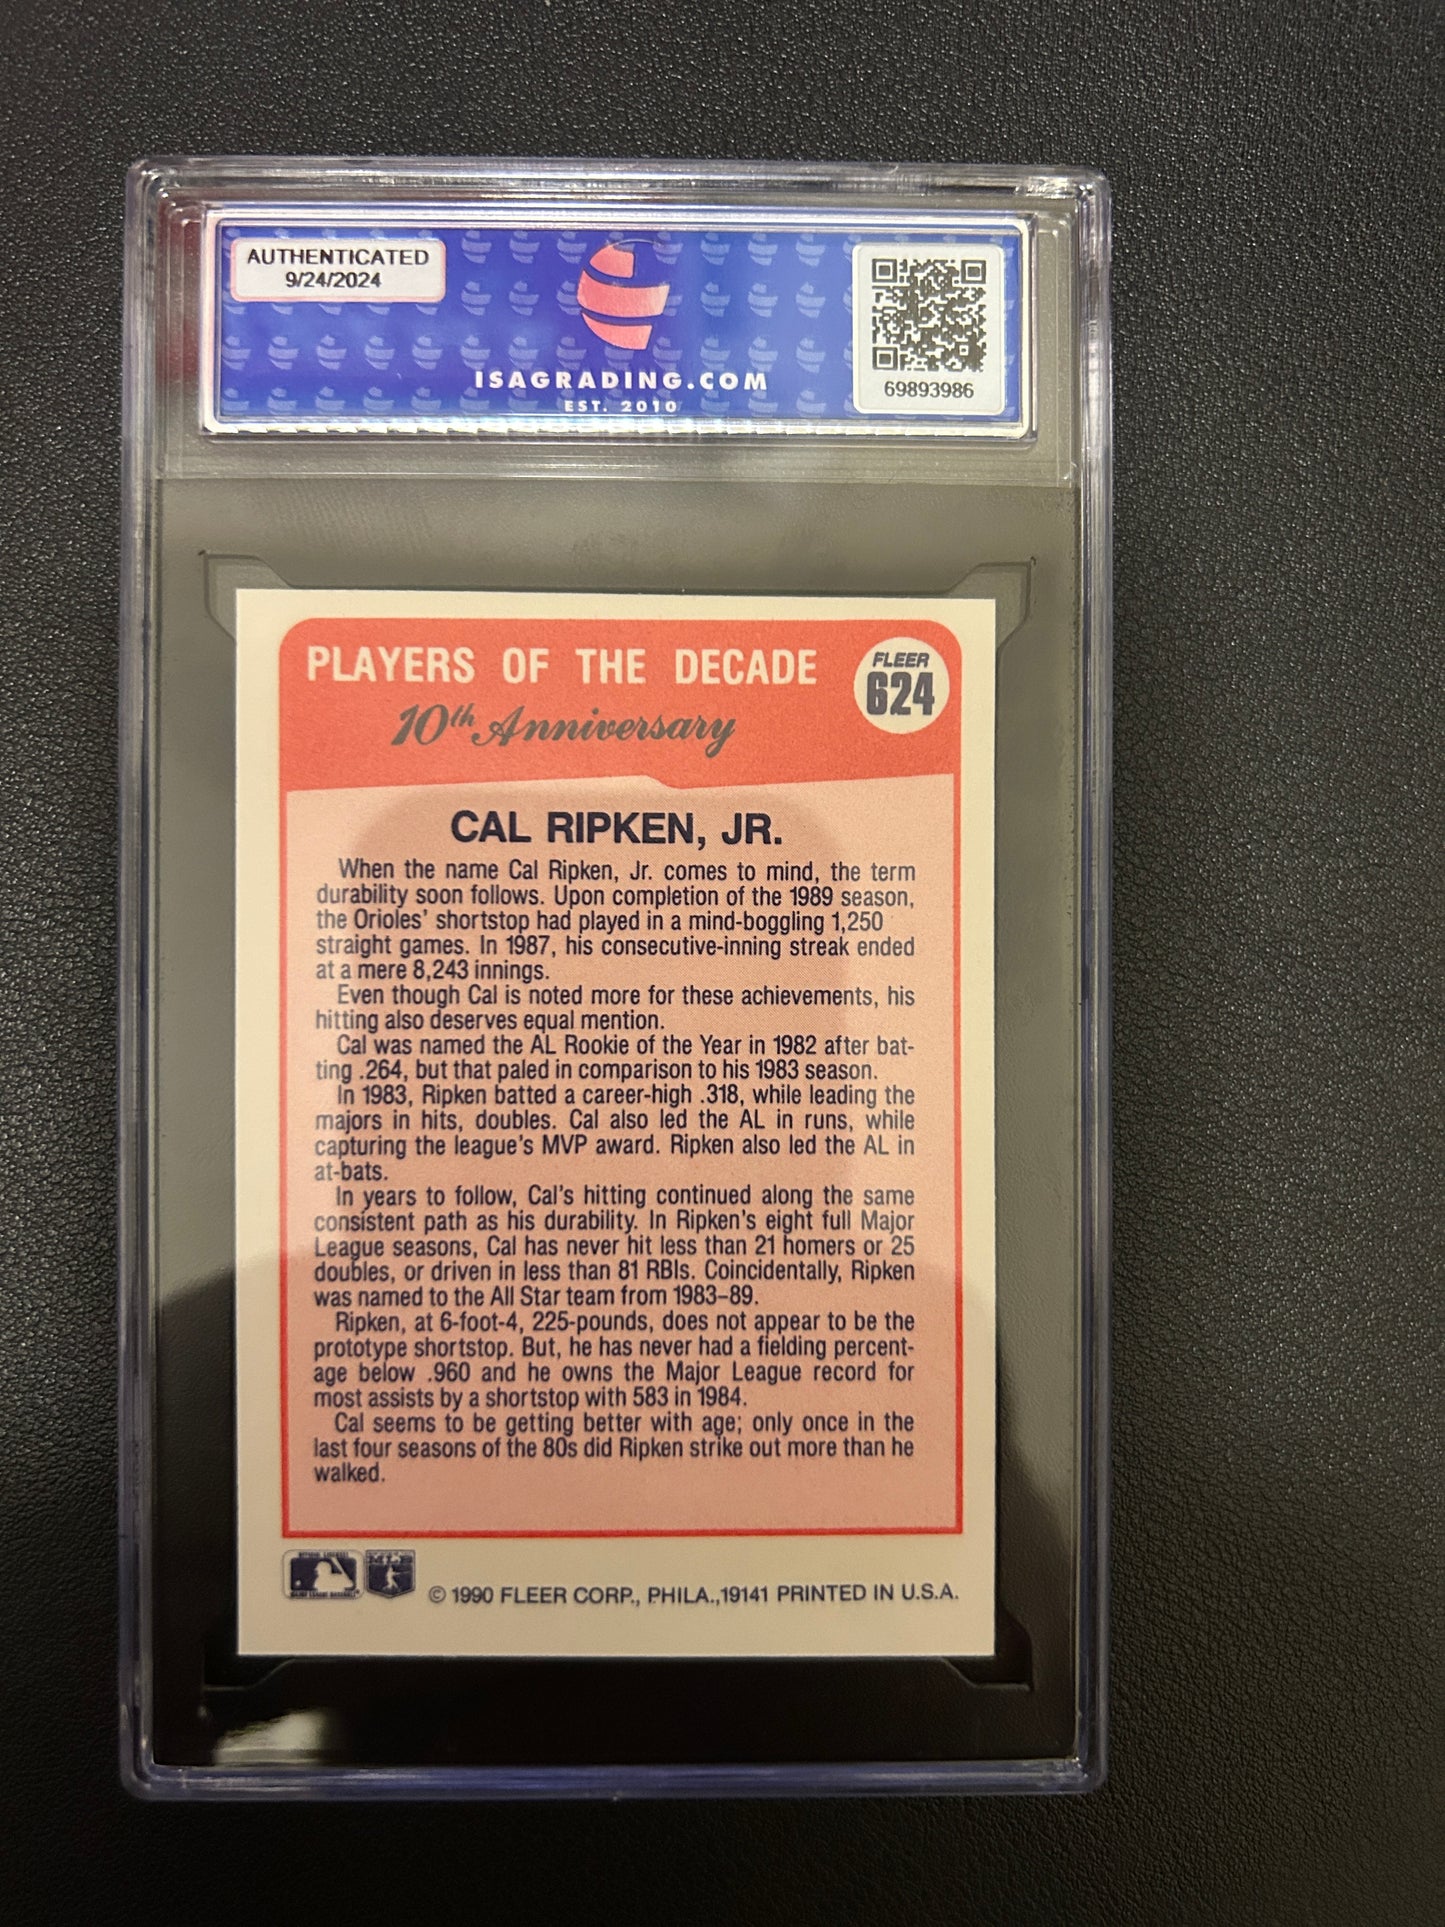 AUTHENTICATED
9/24/2024
ISAGRADING.COM
EST. 2010
69893986
PLAYERS OF THE DECADE
10th Anniversary
FLEER
624
CAL RIPKEN, JR.
When the name Cal Ripken, Jr. comes to mind, the term
durability soon follows. Upon completion of the 1989 season,
the Orioles' shortstop had played in a mind-boggling 1,250
straight games. In 1987, his consecutive-inning streak ended
at a mere 8,243 innings.
Even though Cal is noted more for these achievements, his
hitting also deserves equal mention.
Cal was named the AL Rookie of the Year in 1982 after bat-
ting .264, but that paled in comparison to his 1983 season.
In 1983, Ripken batted a career-high .318, while leading the
majors in hits, doubles. Cal also led the AL in runs, while
capturing the league's MVP award. Ripken also led the AL in
at-bats.
In years to follow, Cal's hitting continued along the same
consistent path as his durability. In Ripken's eight full Major
League seasons, Cal has never hit less than 21 homers or 25
doubles, or driven in less than 81 RBIs. Coincidentally, Ripken
was named to the All Star team from 1983–89.
Ripken, at 6-foot-4, 225-pounds, does not appear to be the
prototype shortstop. But, he has never had a fielding percent-
age below .960 and he owns the Major League record for
most assists by a shortstop with 583 in 1984.
Cal seems to be getting better with age; only once in the
last four seasons of the 80s did Ripken strike out more than he
walked.
© 1990 FLEER CORP., PHILA.,19141 PRINTED IN U.S.A.